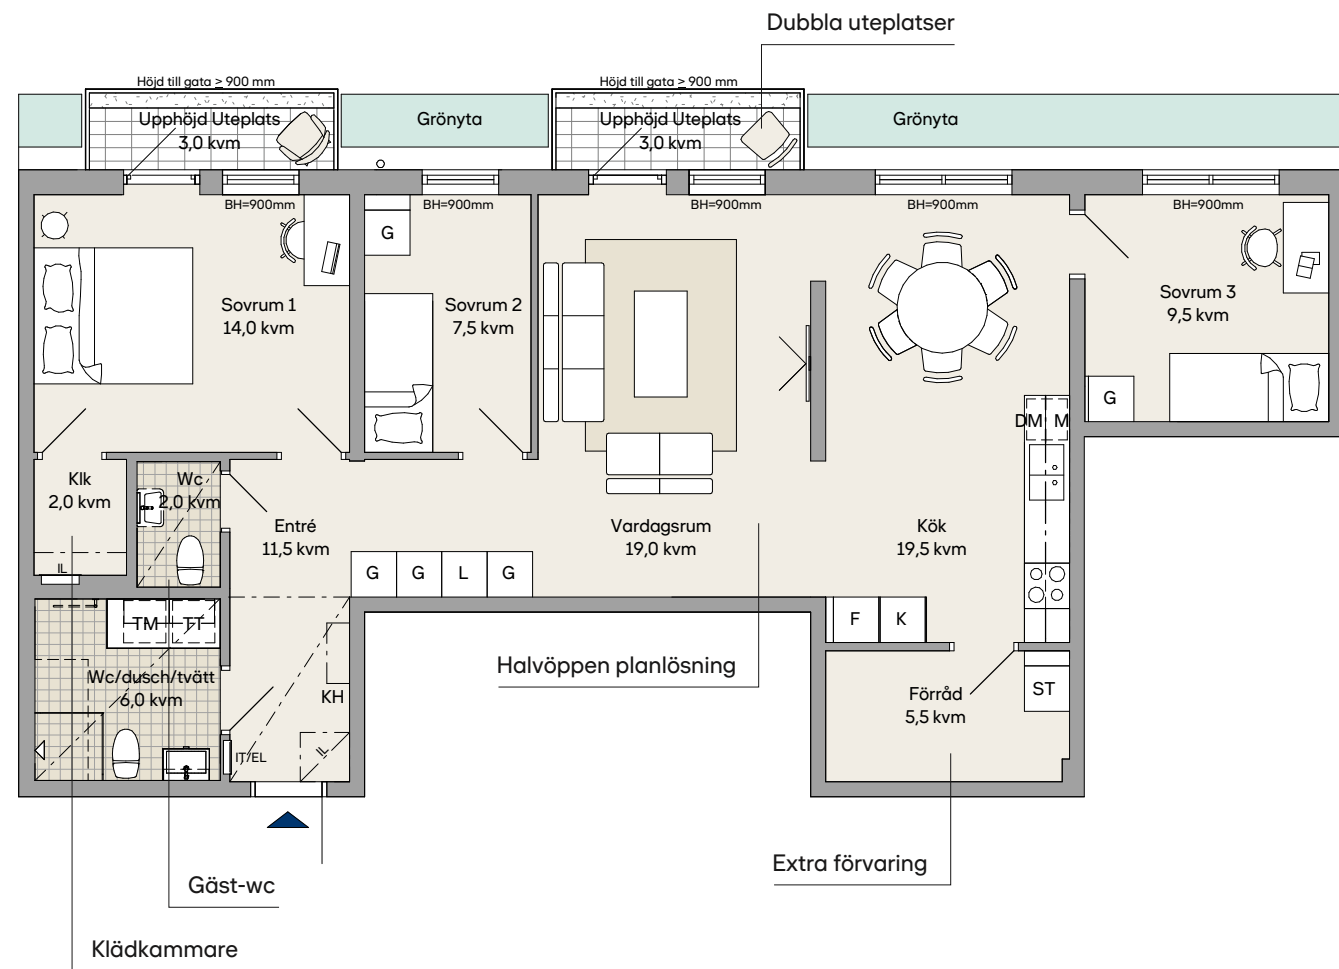 Dubbla uteplatser
Höjd till gata ≥ 900 mm
Höjd till gata ≥ 900 mm
Upphöjd Uteplats
3,0 kvm
Grönyta
Upphöjd Uteplats
3,0 kvm
Grönyta
BH=900mm
BH=900mm
BH=900mm
BH=900mm
BH=900mm
G
Sovrum 1
14,0 kvm
Sovrum 2
7,5 kvm
Sovrum 3
9,5 kvm
G
DM M
Klk
2,0 kvm
Wc
2,0 kvm
Entré
11,5 kvm
Vardagsrum
19,0 kvm
Kök
19,5 kvm
IL
G G L G
TM TT
F K
Wc/dusch/tvätt
6,0 kvm
KH
Halvöppen planlösning
Förråd
5,5 kvm
ST
IT/EL
IL
Extra förvaring
Gäst-wc
Klädkammare